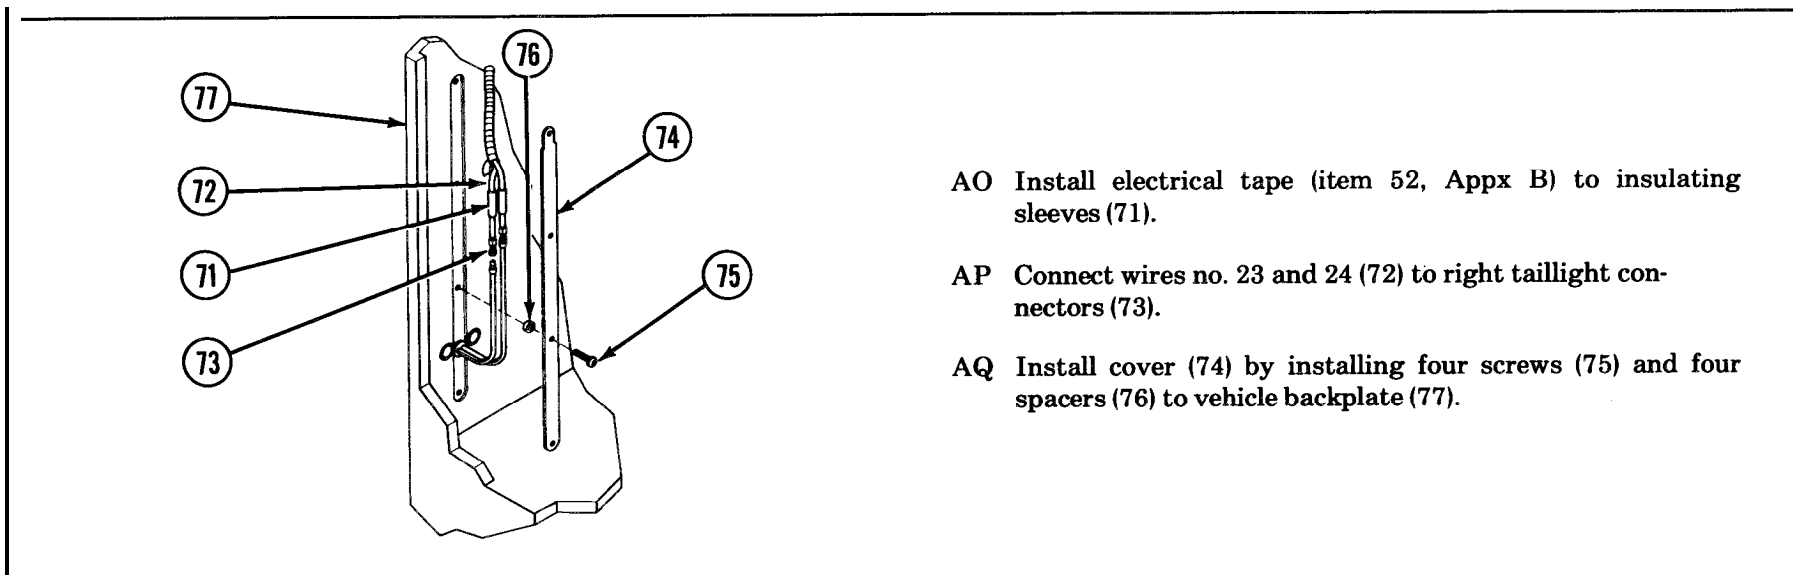 76
77
74
72
71
75
73
AO Install electrical tape (item 52, Appx B) to insulating
sleeves (71).
AP Connect wires no. 23 and 24 (72) to right taillight con-
nectors (73).
AQ Install cover (74) by installing four screws (75) and four
spacers (76) to vehicle backplate (77).